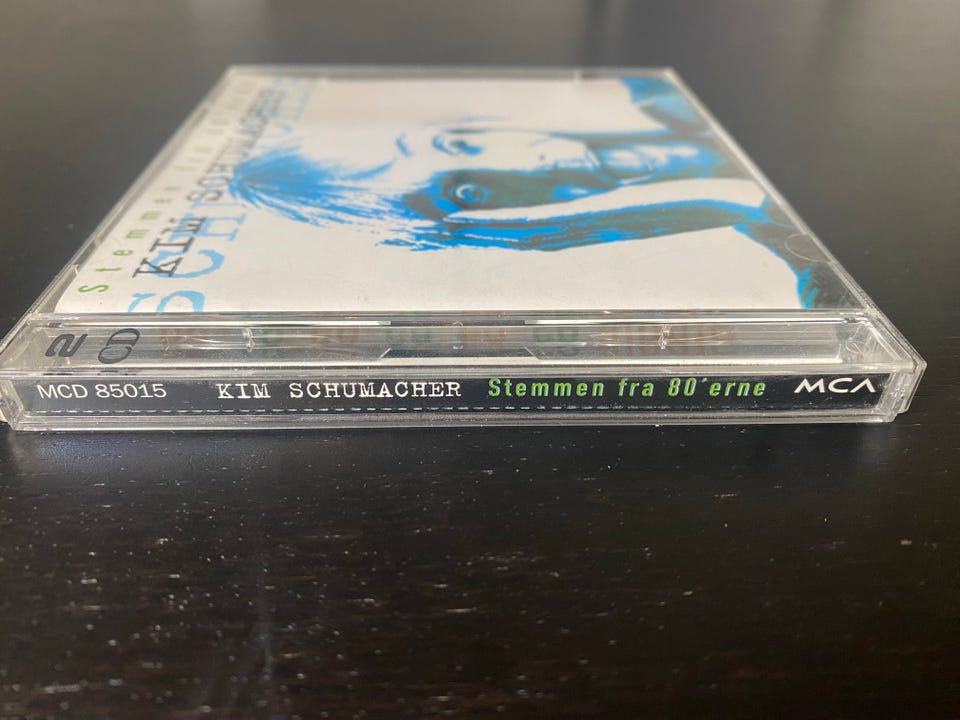 Stemmen fra 80'erne
KIM SCHUMACHER
2 CD
MCD 85015 KIM SCHUMACHER Stemmen fra 80'erne MCA